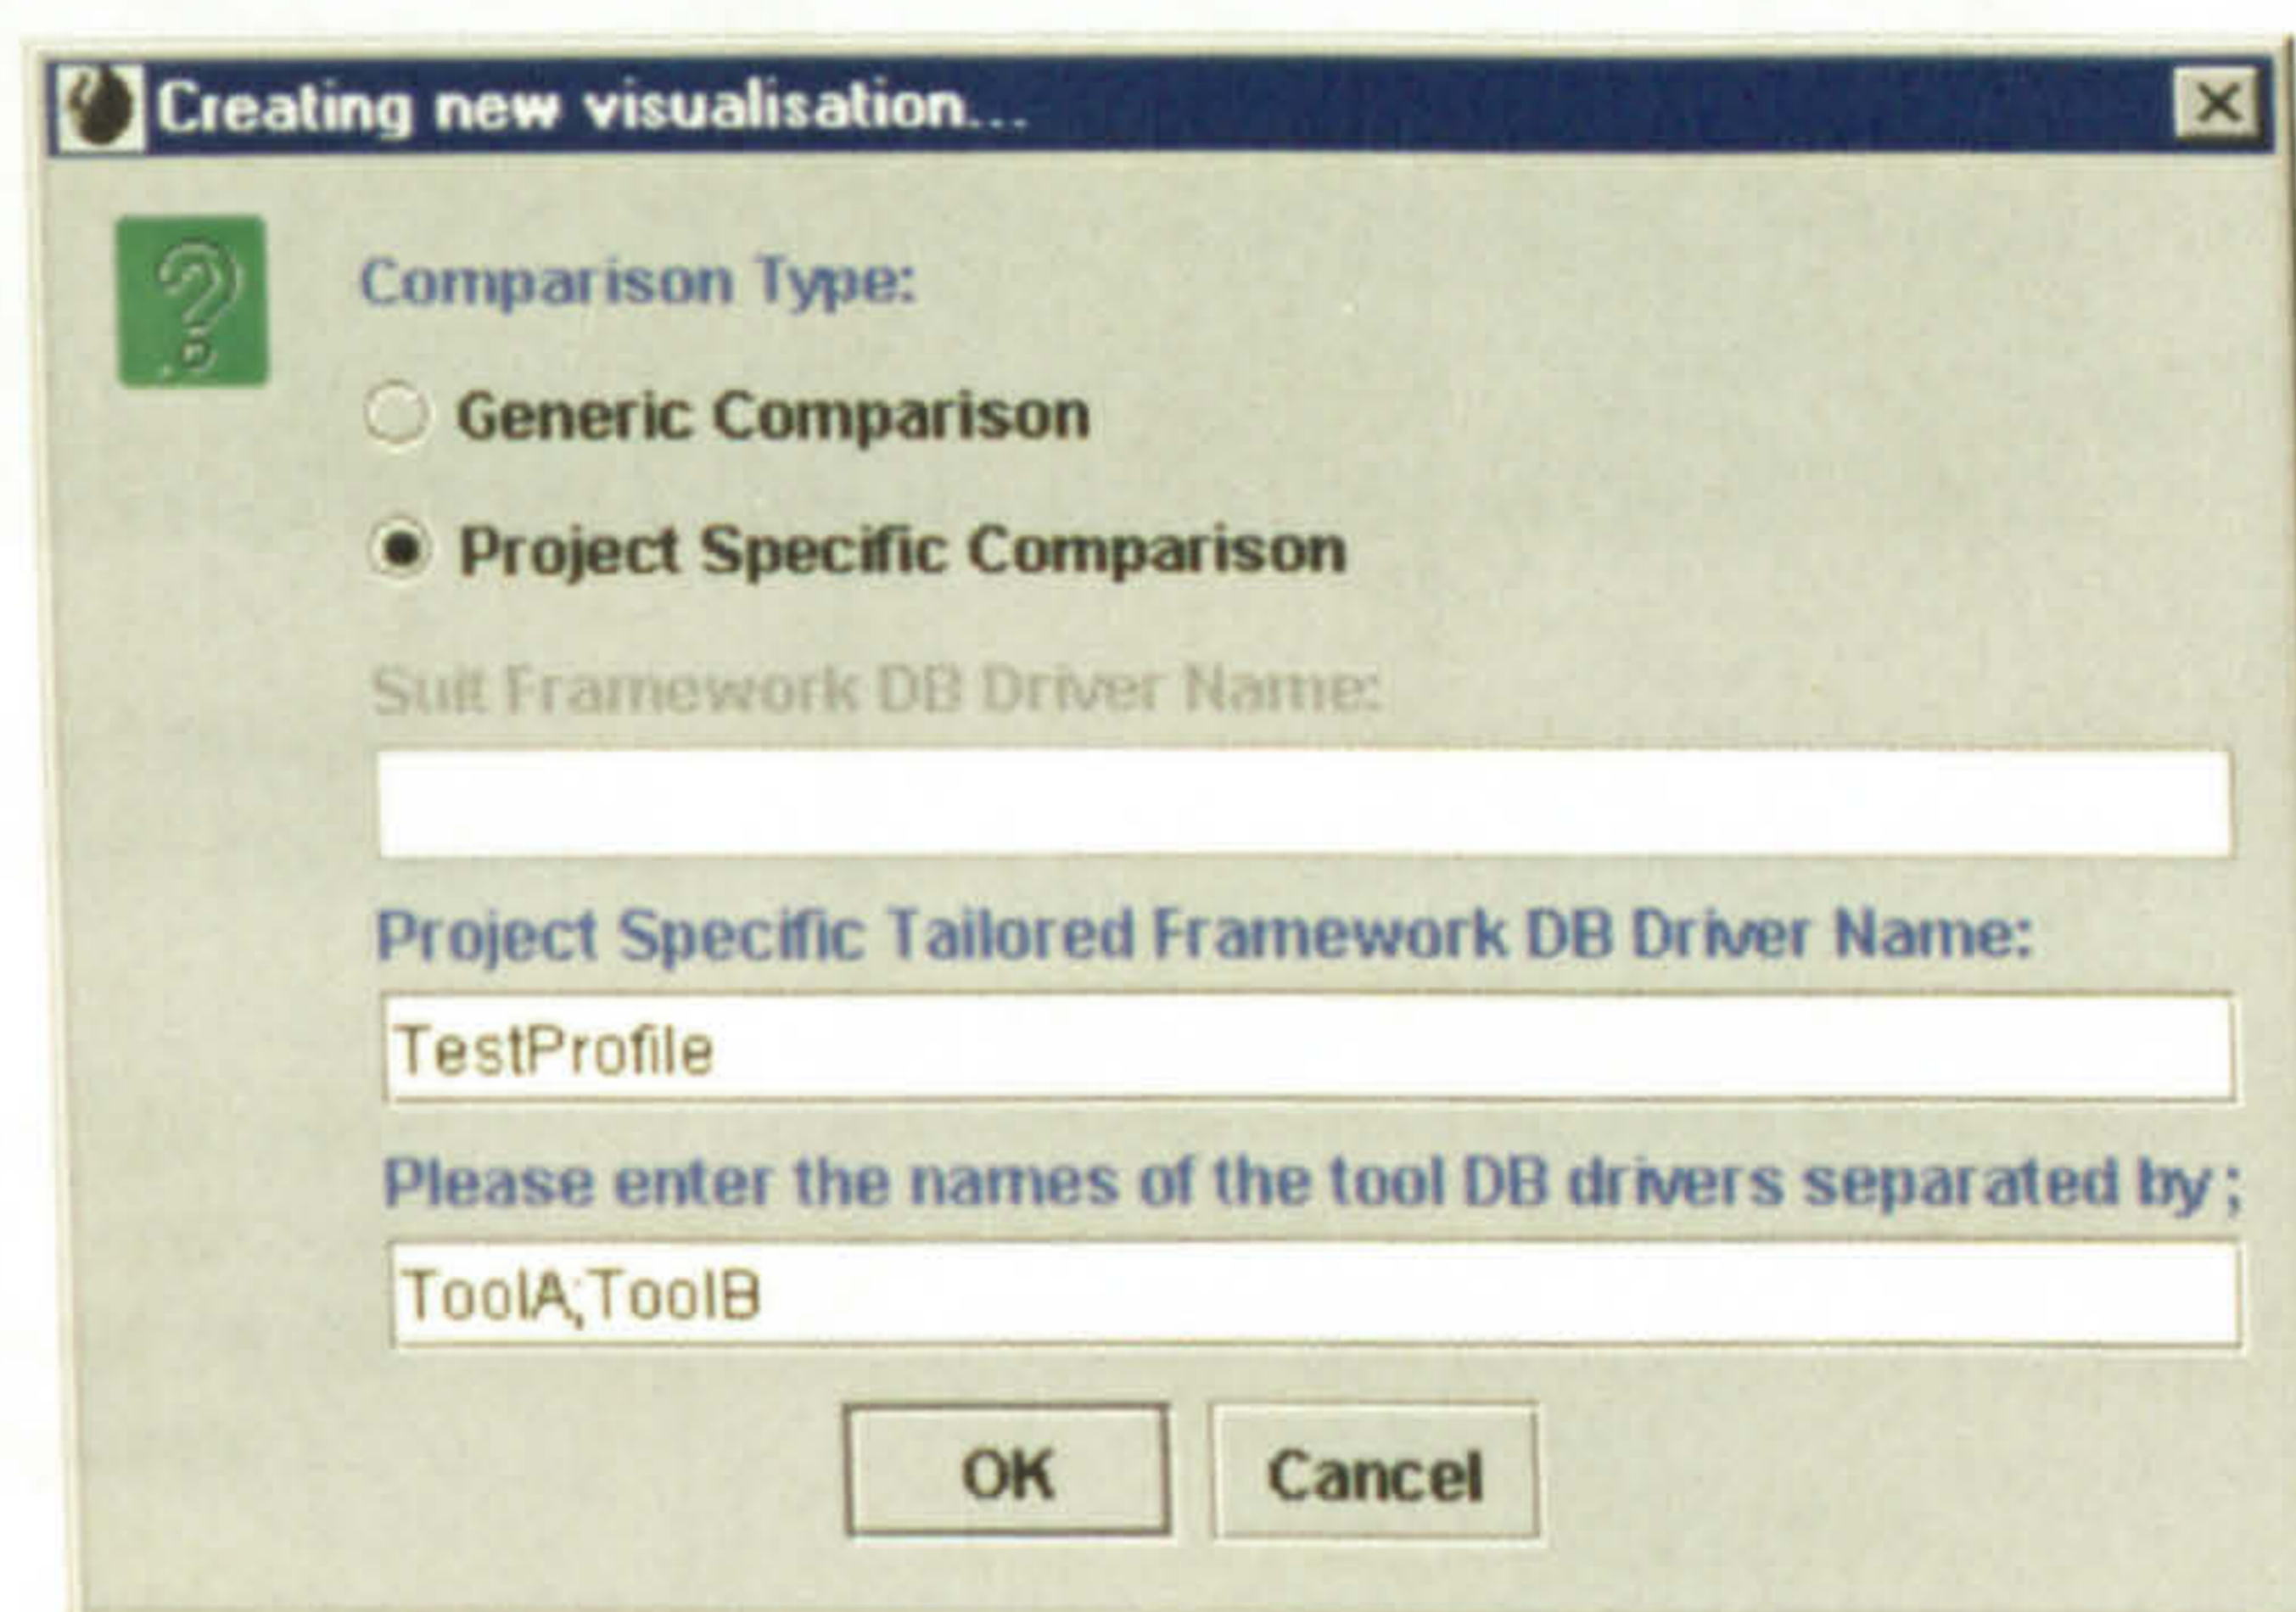 Creating new visualisation...
Comparison Type:
Generic Comparison
Project Specific Comparison
Suit Framework DB Driver Name:
Project Specific Tailored Framework DB Driver Name:
TestProfile
Please enter the names of the tool DB drivers separated by ;
ToolA;ToolB
OK Cancel